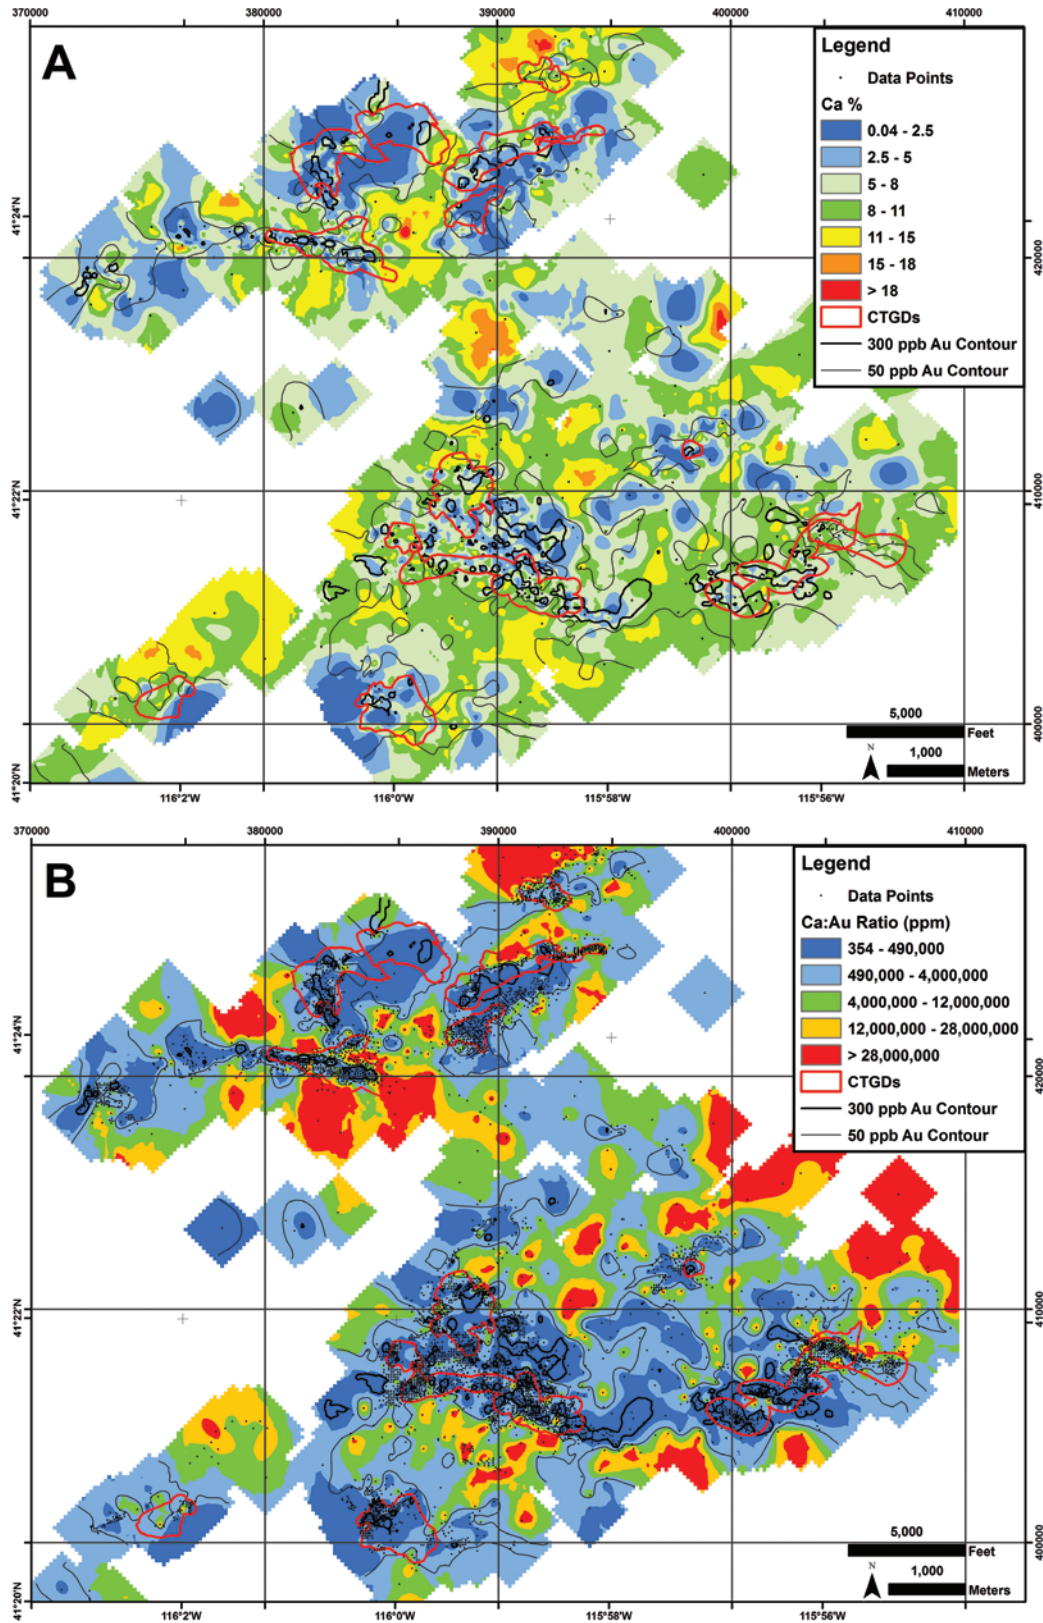 370000 380000 390000 400000 410000
A
Legend
Data Points
Ca %
0.04 - 2.5
2.5 - 5
5 - 8
8 - 11
11 - 15
15 - 18
> 18
CTGDs
300 ppb Au Contour
50 ppb Au Contour
41°24'N
420000
41°22'N
410000
5,000
Feet
400000
N
1,000
Meters
41°20'N
116°2'W 116°0'W 115°58'W 115°56'W
370000 380000 390000 400000 410000
B
Legend
Data Points
Ca:Au Ratio (ppm)
354 - 490,000
490,000 - 4,000,000
4,000,000 - 12,000,000
12,000,000 - 28,000,000
> 28,000,000
CTGDs
300 ppb Au Contour
50 ppb Au Contour
41°24'N
420000
41°22'N
410000
5,000
Feet
400000
N
1,000
Meters
41°20'N
116°2'W 116°0'W 115°58'W 115°56'W